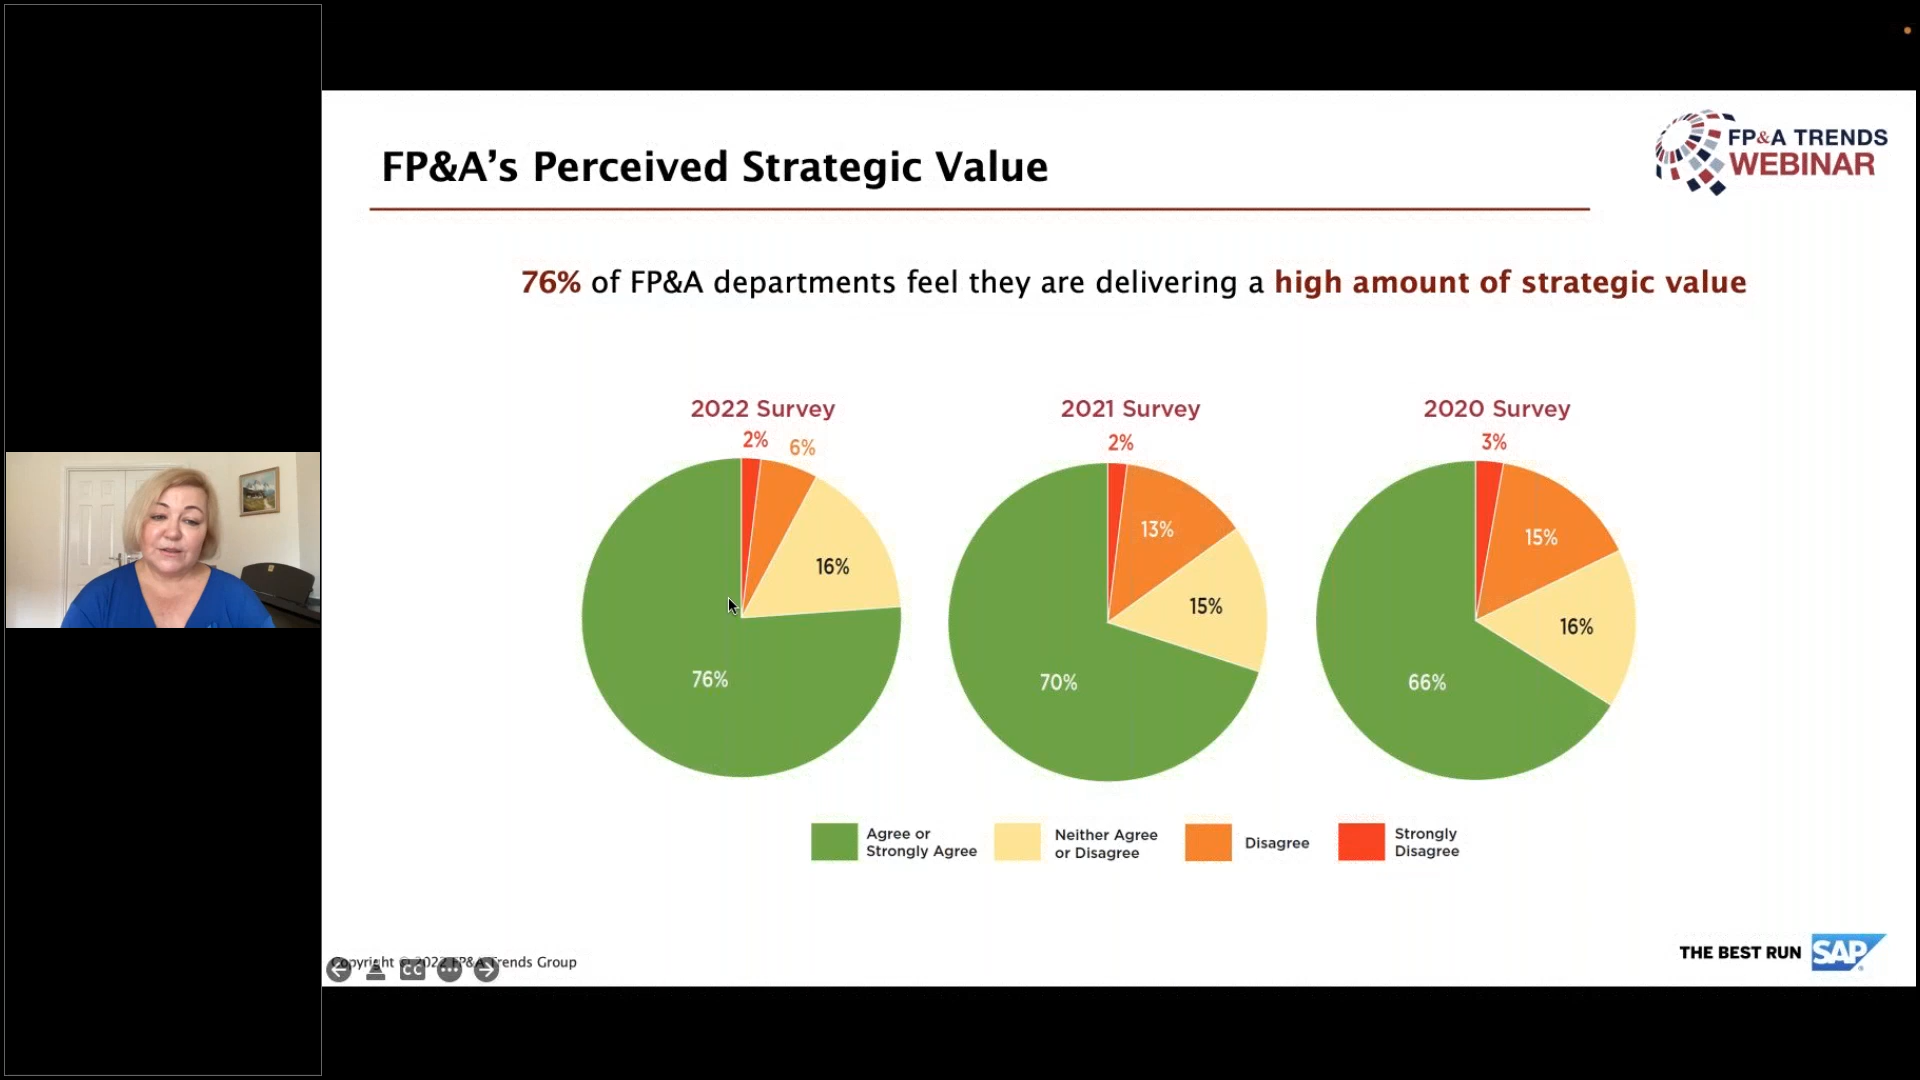 FP&A TRENDS
WEBINAR
FP&A’s Perceived Strategic Value
76% of FP&A departments feel they are delivering a high amount of strategic value
2022 Survey
2%
6%
16%
76%
2021 Survey
2%
13%
15%
70%
2020 Survey
3%
15%
16%
66%
Agree or
Strongly Agree
Neither Agree
or Disagree
Disagree
Strongly
Disagree
Copyright © 2022 FP&A Trends Group
CC
THE BEST RUN SAP®